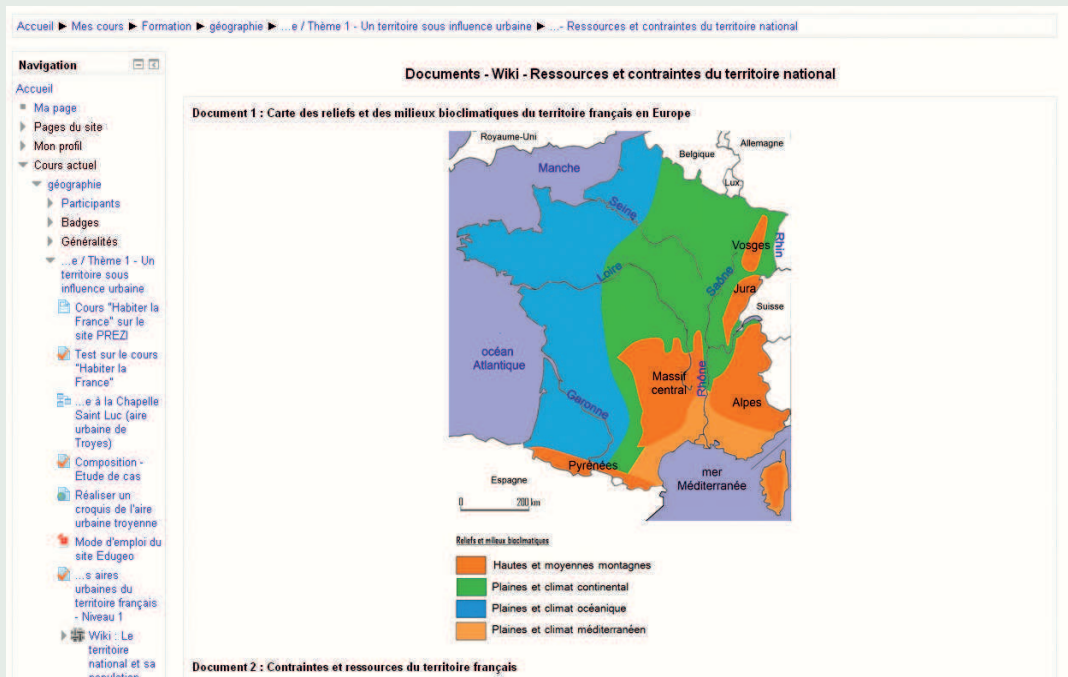 Accueil ► Mes cours ► Formation ► géographie ► ...e / Thème 1 - Un territoire sous influence urbaine ► ...- Ressources et contraintes du territoire national
Navigation
Accueil
Ma page
Pages du site
Mon profil
Cours actuel
géographie
Participants
Badges
Généralités
...e / Thème 1 - Un
territoire sous
influence urbaine
Cours "Habiter la
France" sur le
site PREZI
Test sur le cours
"Habiter la
France"
...e à la Chapelle
Saint Luc (aire
urbaine de
Troyes)
Composition -
Etude de cas
Réaliser un
croquis de l'aire
urbaine troyenne
Mode d'emploi du
site Edugeo
...s aires
urbaines du
territoire français
- Niveau 1
Wiki : Le
territoire
national et sa
population
Documents - Wiki - Ressources et contraintes du territoire national
Document 1 : Carte des reliefs et des milieux bioclimatiques du territoire français en Europe
Royaume-Uni
Allemagne
Belgique
Manche
Lux
Seine
Vosges
Rhin
Loire
Saône
Jura
Suisse
océan
Atlantique
Massif
central
Rhône
Alpes
Garonne
Pyrénées
mer
Méditerranée
Espagne
0 200 km
Reliefs et milieux bioclimatiques
Hautes et moyennes montagnes
Plaines et climat continental
Plaines et climat océanique
Plaines et climat méditerranéen
Document 2 : Contraintes et ressources du territoire français